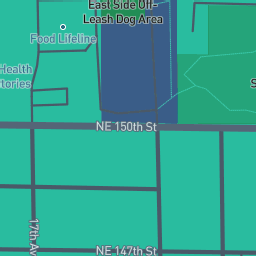 East Side Off-
Leash Dog Area
Food Lifeline
Health
tories
S
NE 150th St
17th Av
NE 147th St